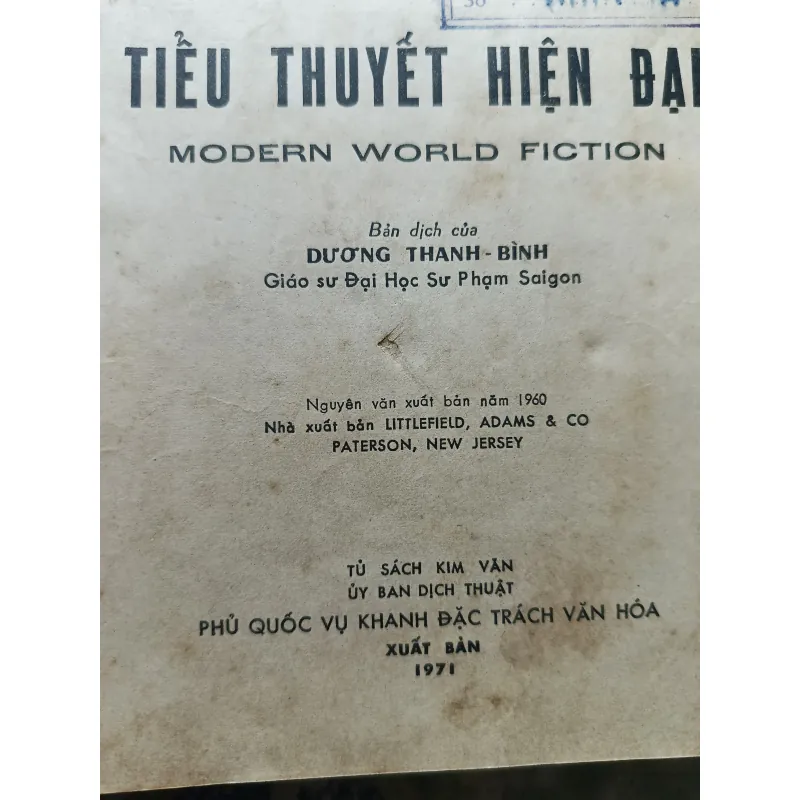 Số
TIỂU THUYẾT HIỆN ĐẠI
MODERN WORLD FICTION
Bản dịch của
DƯƠNG THANH-BÌNH
Giáo sư Đại Học Sư Phạm Saigon
Nguyên văn xuất bản năm 1960
Nhà xuất bản LITTLEFIELD, ADAMS & CO
PATERSON, NEW JERSEY
TỦ SÁCH KIM VĂN
ỦY BAN DỊCH THUẬT
PHỦ QUỐC VỤ KHANH ĐẶC TRÁCH VĂN HÓA
XUẤT BẢN
1971